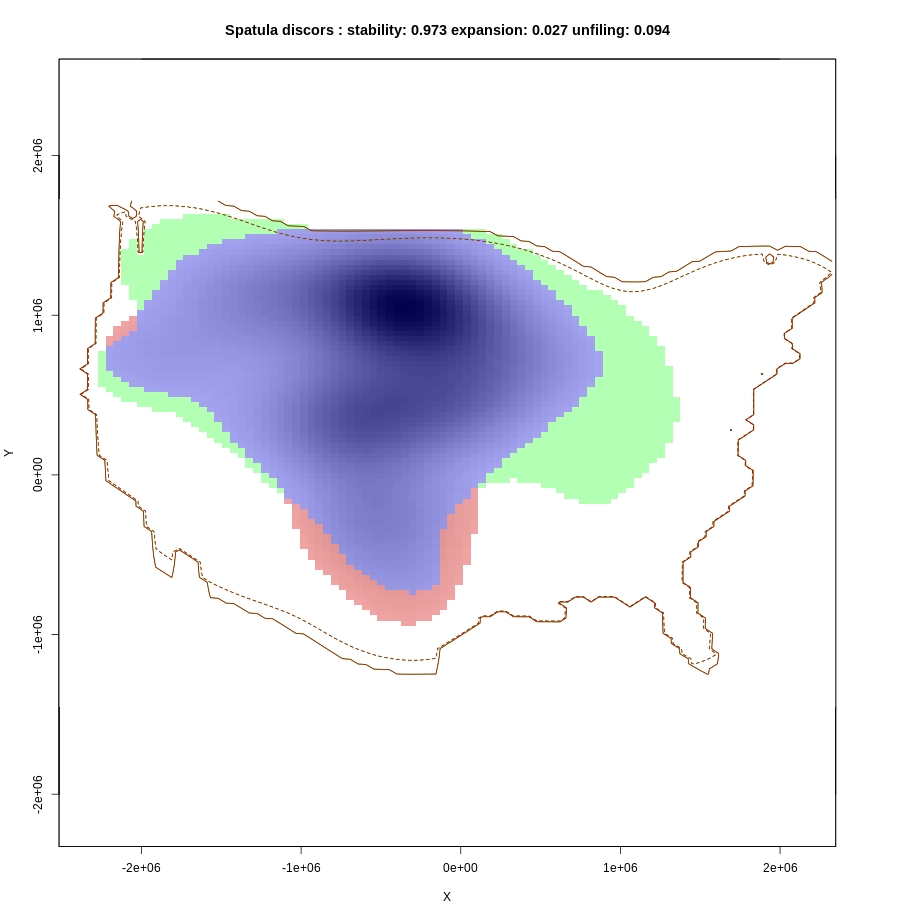 Spatula discors : stability: 0.973 expansion: 0.027 unfiling: 0.094
2e+06
1e+06
0e+00
-1e+06
-2e+06
Y
-2e+06 -1e+06 0e+00 1e+06 2e+06
X